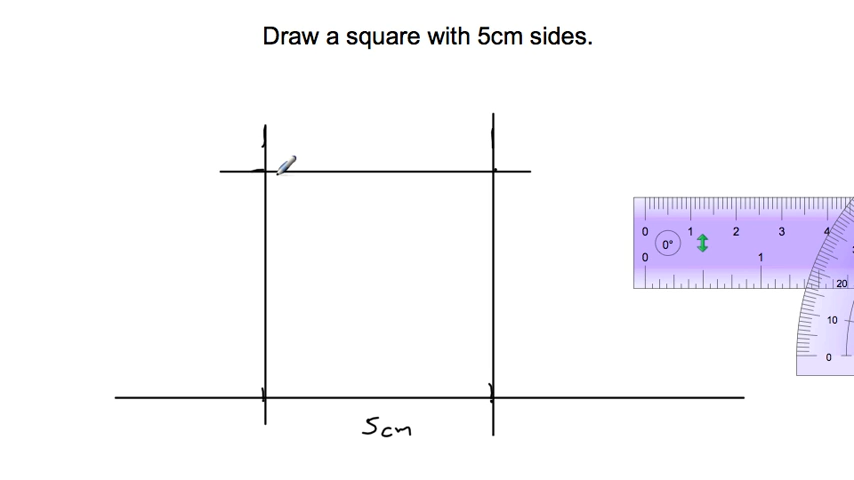 Draw a square with 5cm sides.
0 1 2 3 4
0°
0 1
20
10
0
5cm